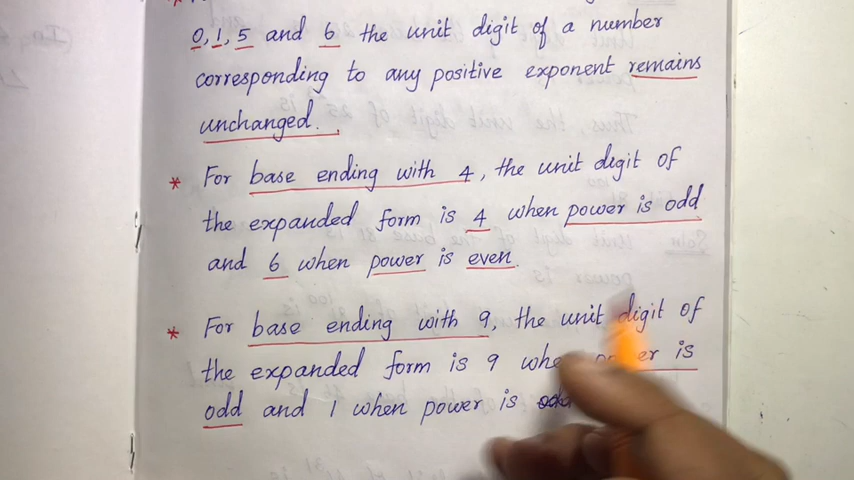 0, 1, 5 and 6 the unit digit of a number
corresponding to any positive exponent remains
unchanged.
* For base ending with 4, the unit digit of
the expanded form is 4 when power is odd
and 6 when power is even.
* For base ending with 9, the unit digit of
the expanded form is 9 when power is
odd and 1 when power is